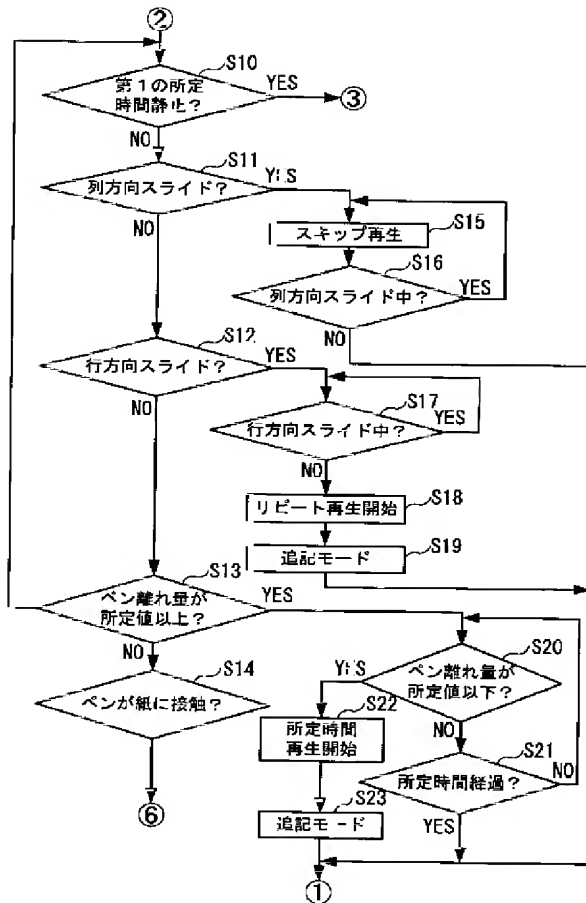 ②
S10
第1の所定
時間静止？
YES
③
NO
S11
列方向スライド？
YES
NO
スキップ再生
S15
S16
列方向スライド中？
YES
NO
S12
行方向スライド？
YES
NO
S17
行方向スライド中？
YES
NO
リピート再生開始
S18
追記モード
S19
S13
ペン離れ量が
所定値以上？
YES
NO
S14
ペンが紙に接触？
⑥
S20
ペン離れ量が
所定値以下？
YES
NO
S22
所定時間
再生開始
S21
所定時間経過？
NO
YES
S23
追記モード
①